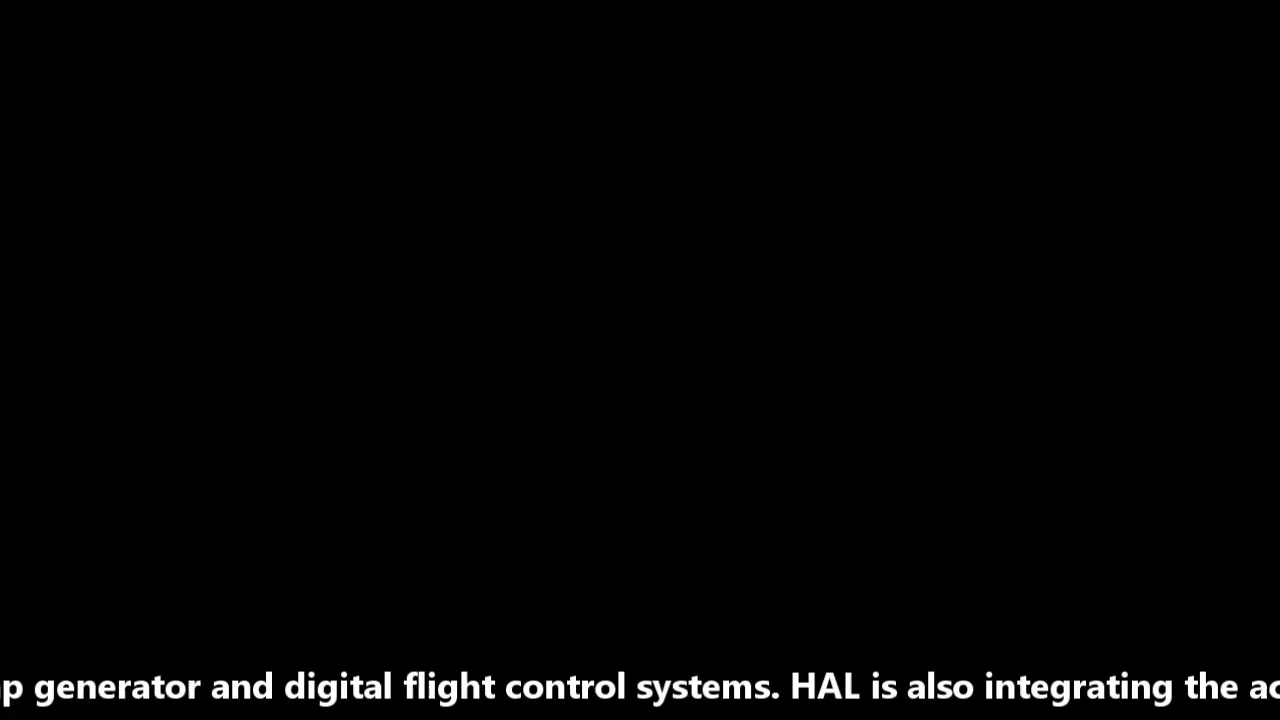 generator and digital flight control systems. HAL is also integrating the